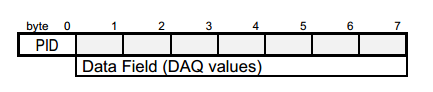 byte 0 1 2 3 4 5 6 7
PID
Data Field (DAQ values)